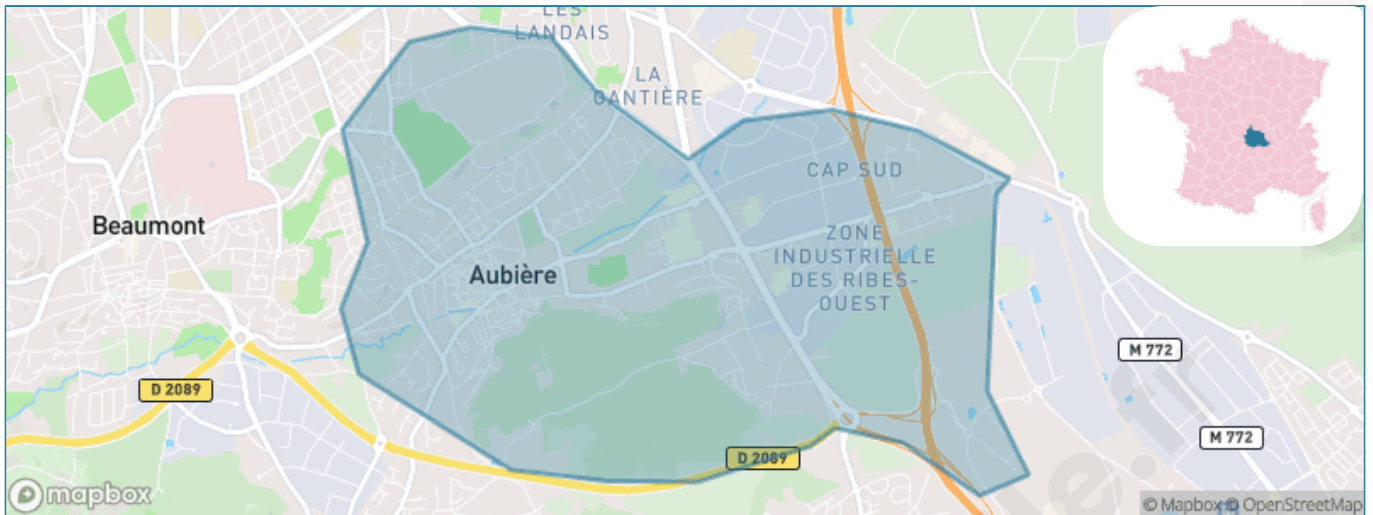 LES
LANDAIS
LA
GANTIÈRE
CAP SUD
Beaumont
ZONE
INDUSTRIELLE
DES RIBES-
OUEST
Aubière
M 772
D 2089
M 772
D 2089
mapbox
© Mapbox © OpenStreetMap